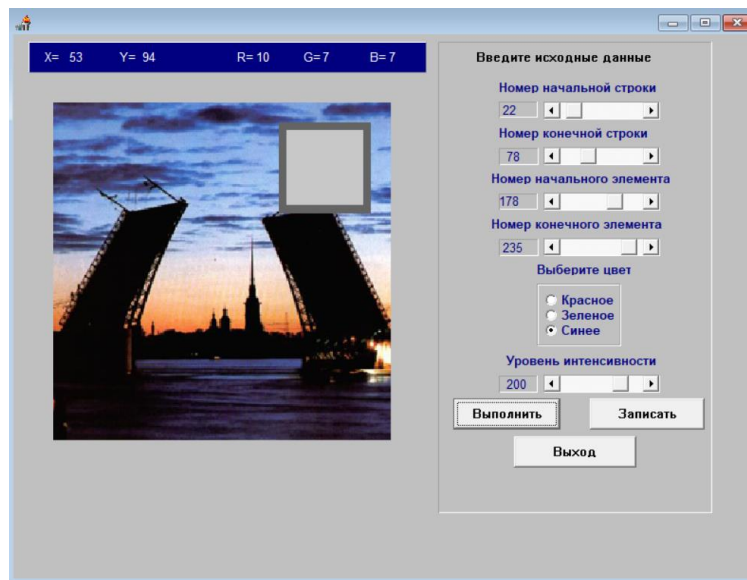 X= 53 Y= 94 R= 10 G= 7 B= 7
Введите исходные данные
Номер начальной строки
22
Номер конечной строки
78
Номер начального элемента
178
Номер конечного элемента
235
Выберите цвет
Красное
Зеленое
Синее
Уровень интенсивности
200
Выполнить Записать
Выход